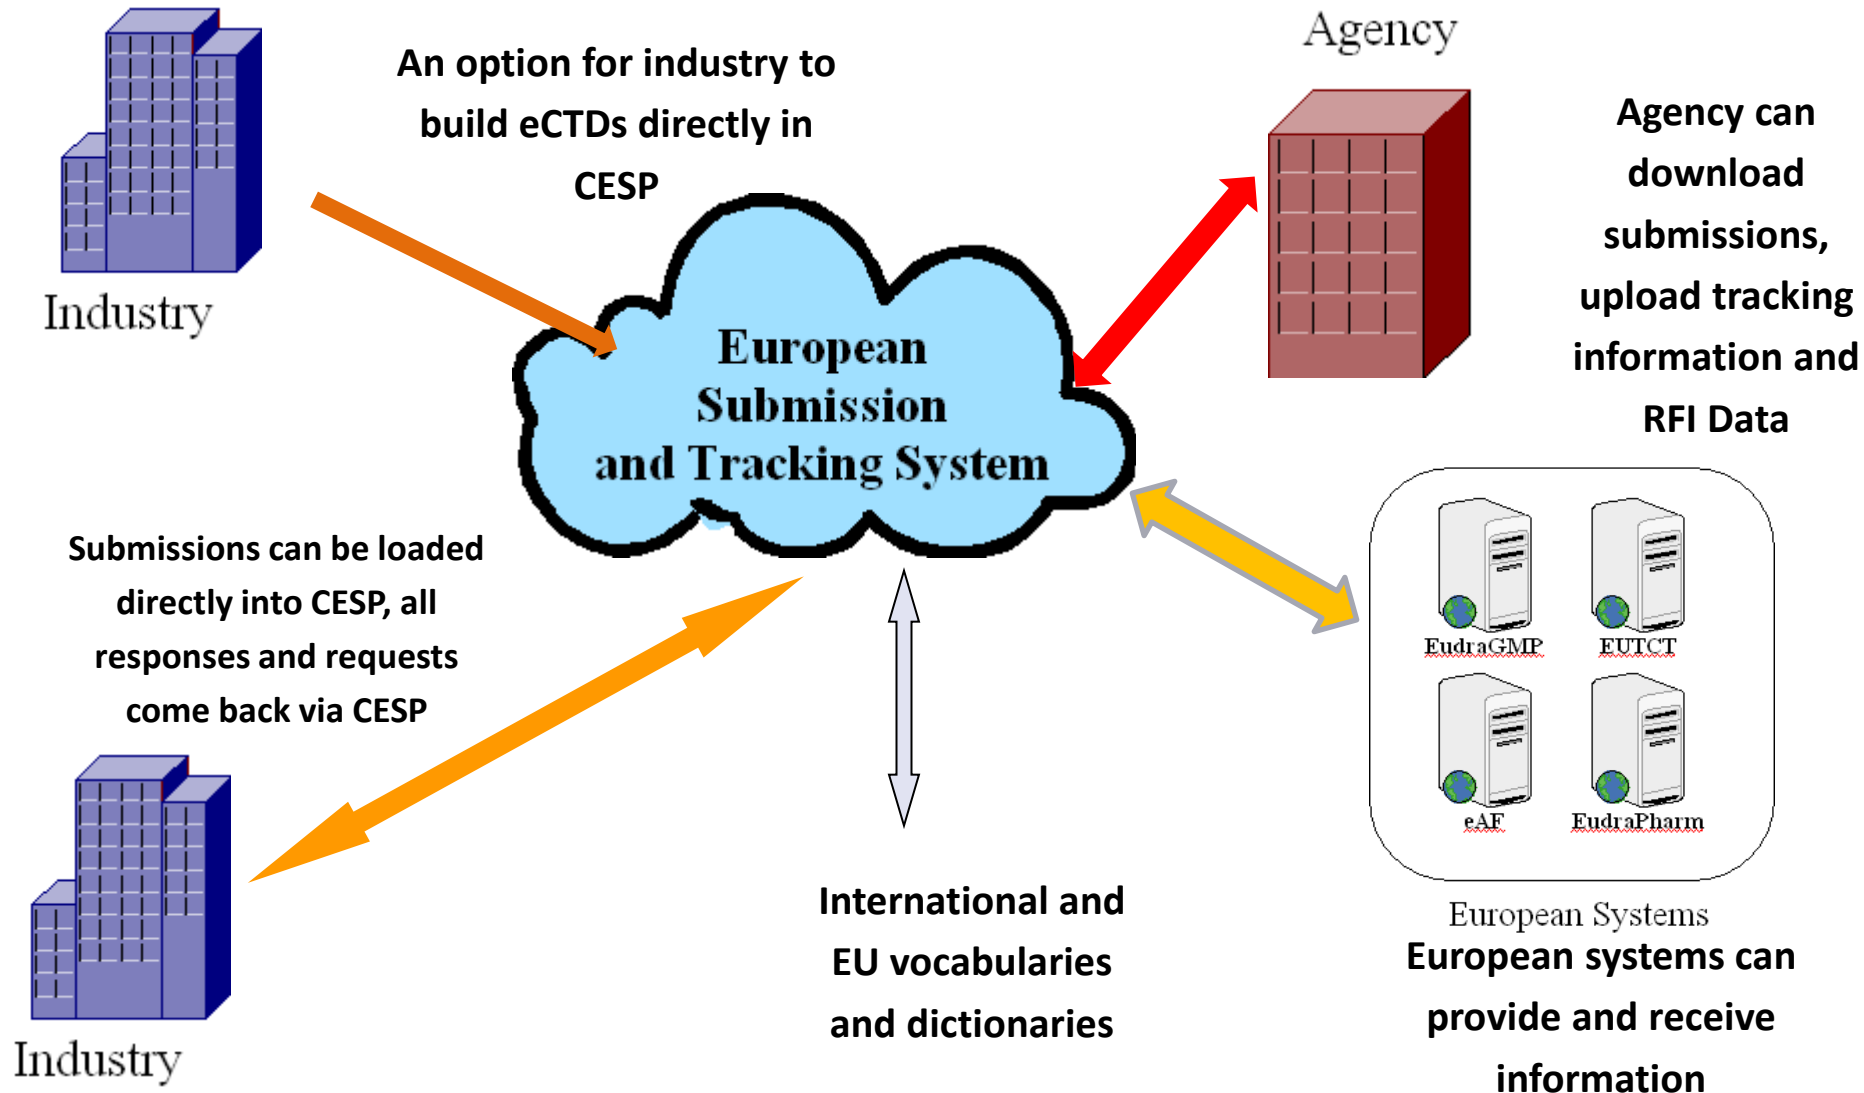 Agency
An option for industry to
build eCTDs directly in
CESP
Agency can
download
submissions,
upload tracking
information and
RFI Data
Industry
European
Submission
and Tracking System
Submissions can be loaded
directly into CESP, all
responses and requests
come back via CESP
EudraGMP
EUTCT
eAF
EudraPharm
European Systems
European systems can
provide and receive
information
International and
EU vocabularies
and dictionaries
Industry